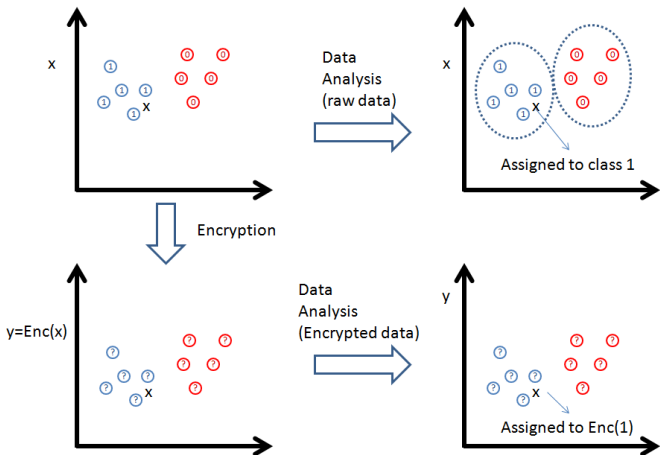 x
1
1
1
1
1
x
0
0
0
0
0
Data
Analysis
(raw data)
x
1
1
1
1
1
x
0
0
0
0
0
Assigned to class 1
Encryption
y=Enc(x)
?
?
?
?
?
x
?
?
?
?
?
Data
Analysis
(Encrypted data)
y
?
?
?
?
?
x
?
?
?
?
?
Assigned to Enc(1)